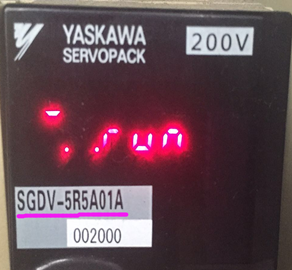 YASKAWA
SERVOPACK
200V
run
SGDV-5R5A01A
002000